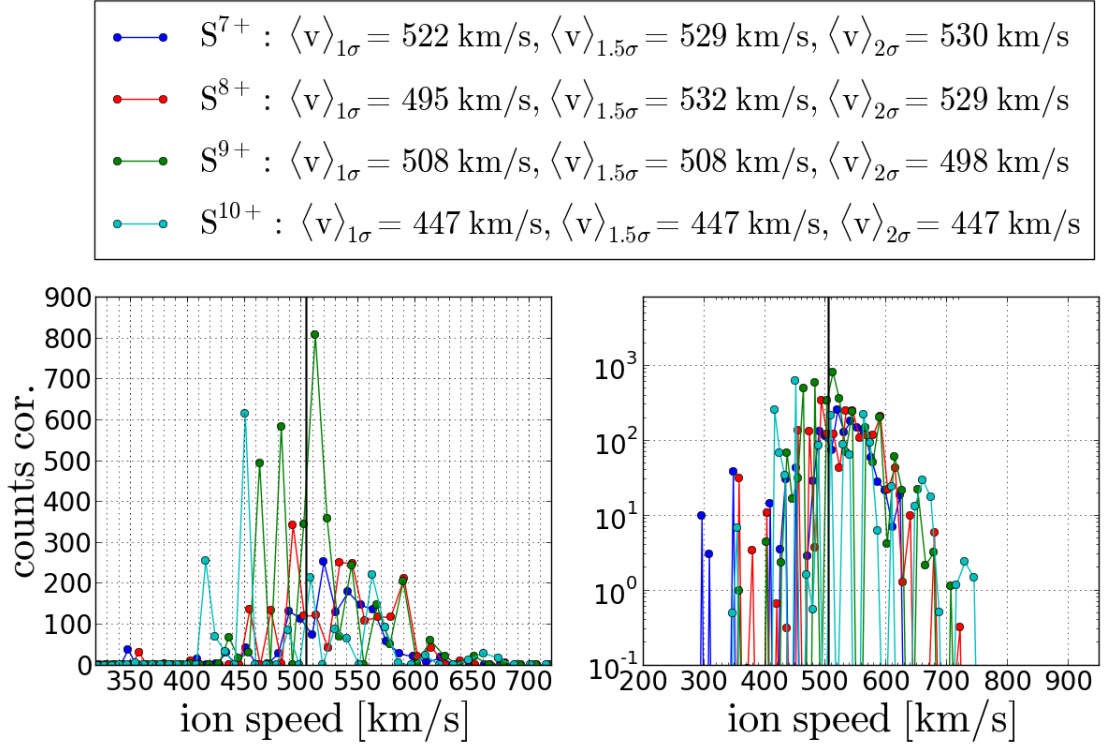 S⁷⁺ : ⟨v⟩₁σ = 522 km/s, ⟨v⟩₁.₅σ = 529 km/s, ⟨v⟩₂σ = 530 km/s
S⁸⁺ : ⟨v⟩₁σ = 495 km/s, ⟨v⟩₁.₅σ = 532 km/s, ⟨v⟩₂σ = 529 km/s
S⁹⁺ : ⟨v⟩₁σ = 508 km/s, ⟨v⟩₁.₅σ = 508 km/s, ⟨v⟩₂σ = 498 km/s
S¹⁰⁺ : ⟨v⟩₁σ = 447 km/s, ⟨v⟩₁.₅σ = 447 km/s, ⟨v⟩₂σ = 447 km/s
counts cor.
900
800
700
600
500
400
300
200
100
0
350 400 450 500 550 600 650 700
ion speed [km/s]
10³
10²
10¹
10⁰
10⁻¹
200 300 400 500 600 700 800 900
ion speed [km/s]